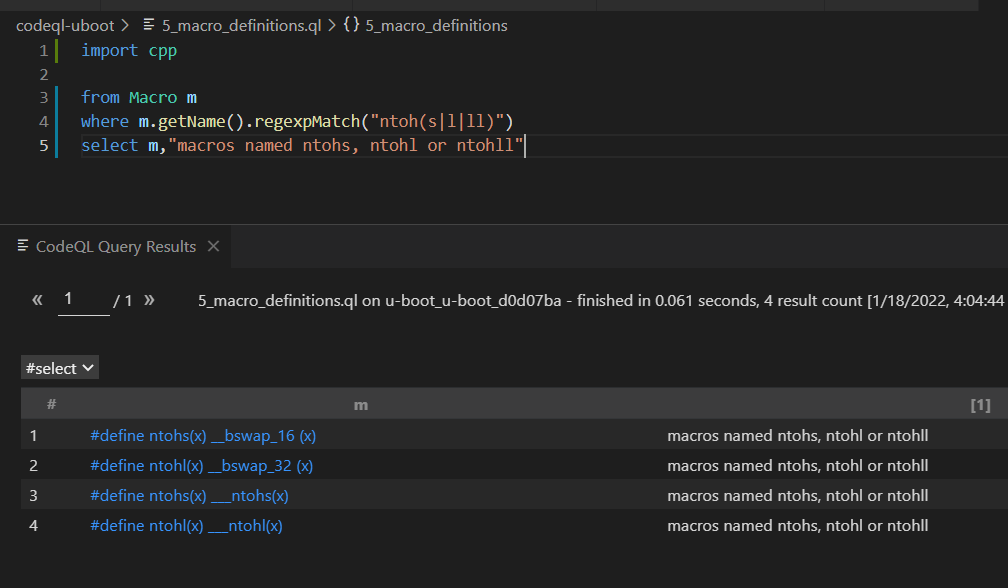 codeql-uboot > 5_macro_definitions.ql > {} 5_macro_definitions
1 import cpp
2
3 from Macro m
4 where m.getName().regexpMatch("ntoh(s|l|ll)")
5 select m,"macros named ntohs, ntohl or ntohll"
CodeQL Query Results ×
« 1 / 1 » 5_macro_definitions.ql on u-boot_u-boot_d0d07ba - finished in 0.061 seconds, 4 result count [1/18/2022, 4:04:44
#select
# m [1]
1 #define ntohs(x) __bswap_16 (x) macros named ntohs, ntohl or ntohll
2 #define ntohl(x) __bswap_32 (x) macros named ntohs, ntohl or ntohll
3 #define ntohs(x) ___ntohs(x) macros named ntohs, ntohl or ntohll
4 #define ntohl(x) ___ntohl(x) macros named ntohs, ntohl or ntohll